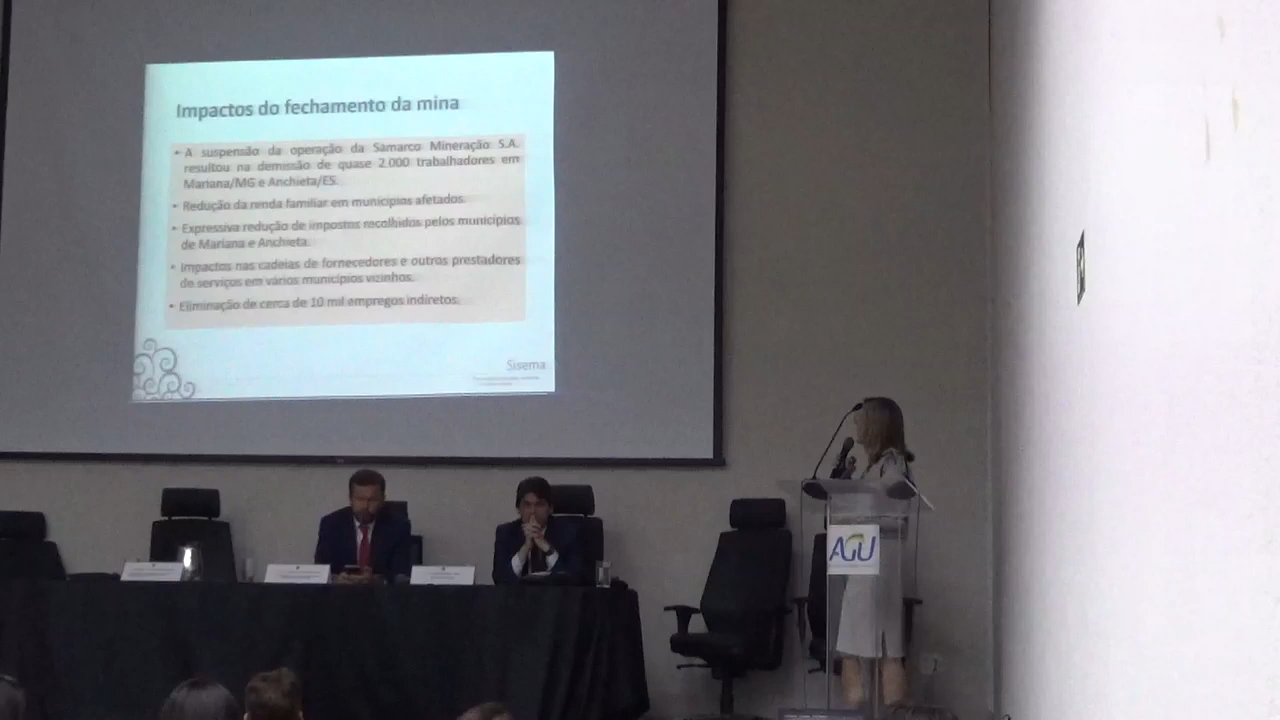 Impactos do fechamento da mina
• A suspensão da operação da Samarco Mineração S.A.
resultou na demissão de quase 2.000 trabalhadores em
Mariana/MG e Anchieta/ES.
• Redução da renda familiar em municípios afetados.
• Expressiva redução de impostos recolhidos pelos municípios
de Mariana e Anchieta.
• Impactos nas cadeias de fornecedores e outros prestadores
de serviços em vários municípios vizinhos.
• Eliminação de cerca de 10 mil empregos indiretos.
Sisema
AGU